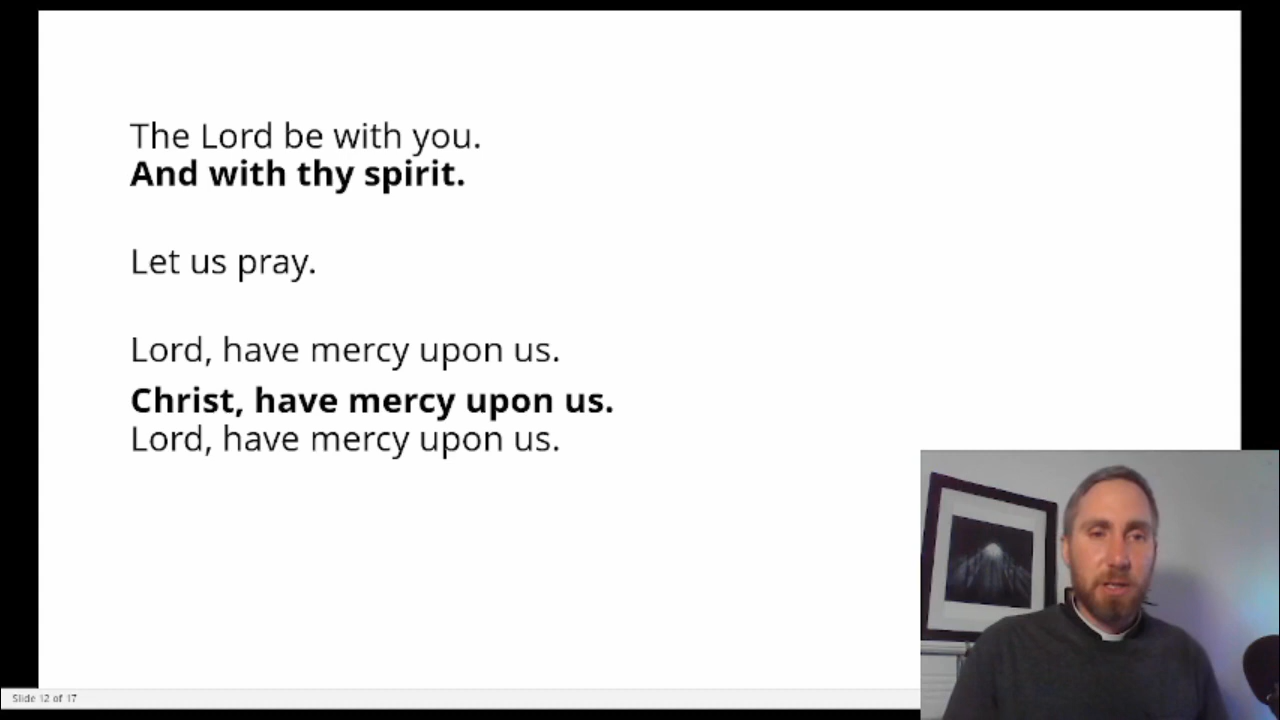 The Lord be with you.
And with thy spirit.
Let us pray.
Lord, have mercy upon us.
Christ, have mercy upon us.
Lord, have mercy upon us.
Slide 12 of 17